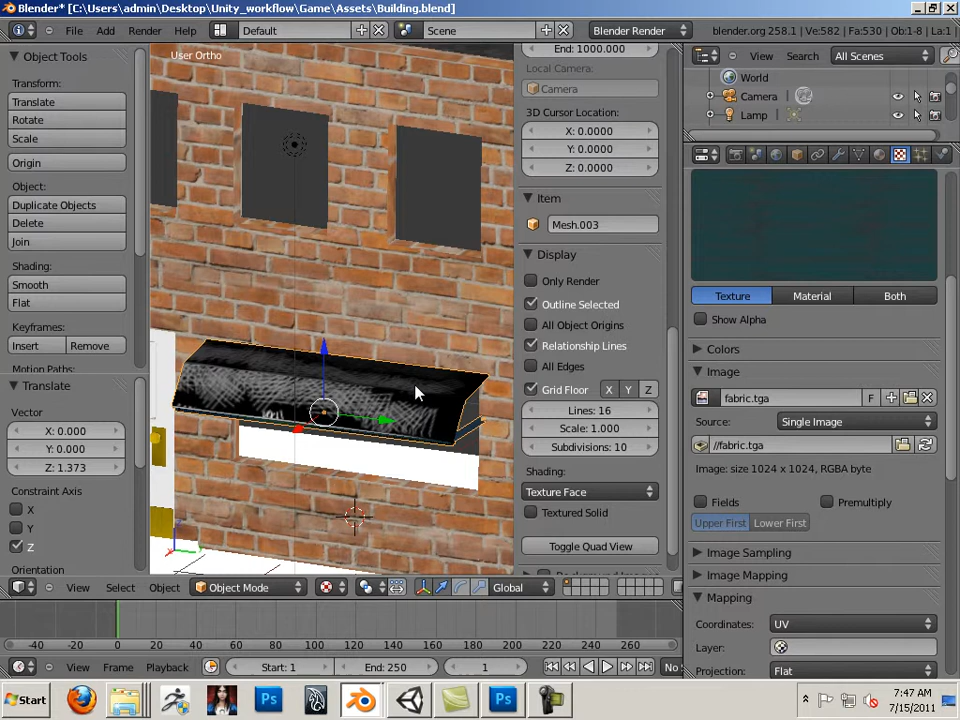 Blender* [C:\Users\admin\Desktop\Unity_workflow\Game\Assets\Building.blend]
File Add Render Help Default Scene Blender Render blender.org 258.1 | Ve:582 | Fa:530 | Ob:1-8 | La:1 |
Object Tools
Transform:
Translate
Rotate
Scale
Origin
Object:
Duplicate Objects
Delete
Join
Shading:
Smooth
Flat
Keyframes:
Insert Remove
Motion Paths:
Translate
Vector
X: 0.000
Y: 0.000
Z: 1.373
Constraint Axis
X
Y
Z
Orientation
User Ortho
End: 1000.000
Local Camera:
Camera
3D Cursor Location:
X: 0.0000
Y: 0.0000
Z: 0.0000
Item
Mesh.003
Display
Only Render
Outline Selected
All Object Origins
Relationship Lines
All Edges
Grid Floor X Y Z
Lines: 16
Scale: 1.000
Subdivisions: 10
Shading:
Texture Face
Textured Solid
Toggle Quad View
View Search All Scenes
World
Camera
Lamp
Texture Material Both
Show Alpha
Colors
Image
fabric.tga F
Source: Single Image
//fabric.tga
Image: size 1024 x 1024, RGBA byte
Fields Premultiply
Upper First Lower First
Image Sampling
Image Mapping
Mapping
Coordinates: UV
Layer:
Projection: Flat
View Select Object Object Mode Global
-40 -20 0 20 40 60 80 100 120 140 160 180 200 220 240 260
View Frame Playback Start: 1 End: 250 1 No
Start Ps Ps 7:47 AM
7/15/2011